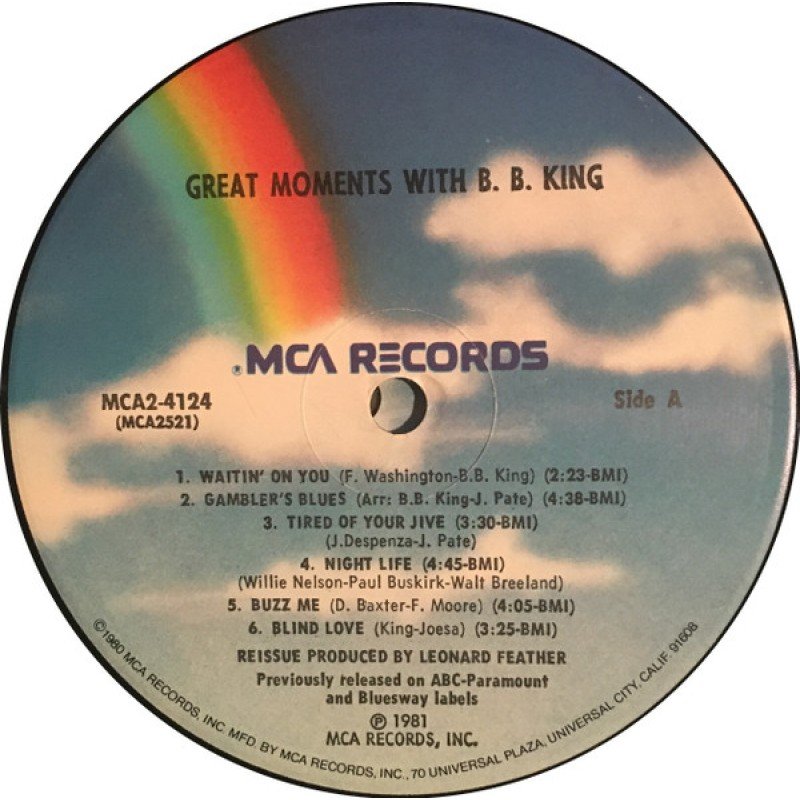 GREAT MOMENTS WITH B. B. KING
® MCA RECORDS
MCA2-4124
(MCA2521)
Side A
1. WAITIN' ON YOU (F. Washington-B.B. King) (2:23-BMI)
2. GAMBLER'S BLUES (Arr: B.B. King-J. Pate) (4:38-BMI)
3. TIRED OF YOUR JIVE (3:30-BMI)
(J.Despenza-J. Pate)
4. NIGHT LIFE (4:45-BMI)
(Willie Nelson-Paul Buskirk-Walt Breeland)
5. BUZZ ME (D. Baxter-F. Moore) (4:05-BMI)
6. BLIND LOVE (King-Joesa) (3:25-BMI)
REISSUE PRODUCED BY LEONARD FEATHER
Previously released on ABC-Paramount
and Bluesway labels
℗ 1981
MCA RECORDS, INC.
©1980 MCA RECORDS, INC. MFD. BY MCA RECORDS, INC., 70 UNIVERSAL PLAZA, UNIVERSAL CITY, CALIF. 91608